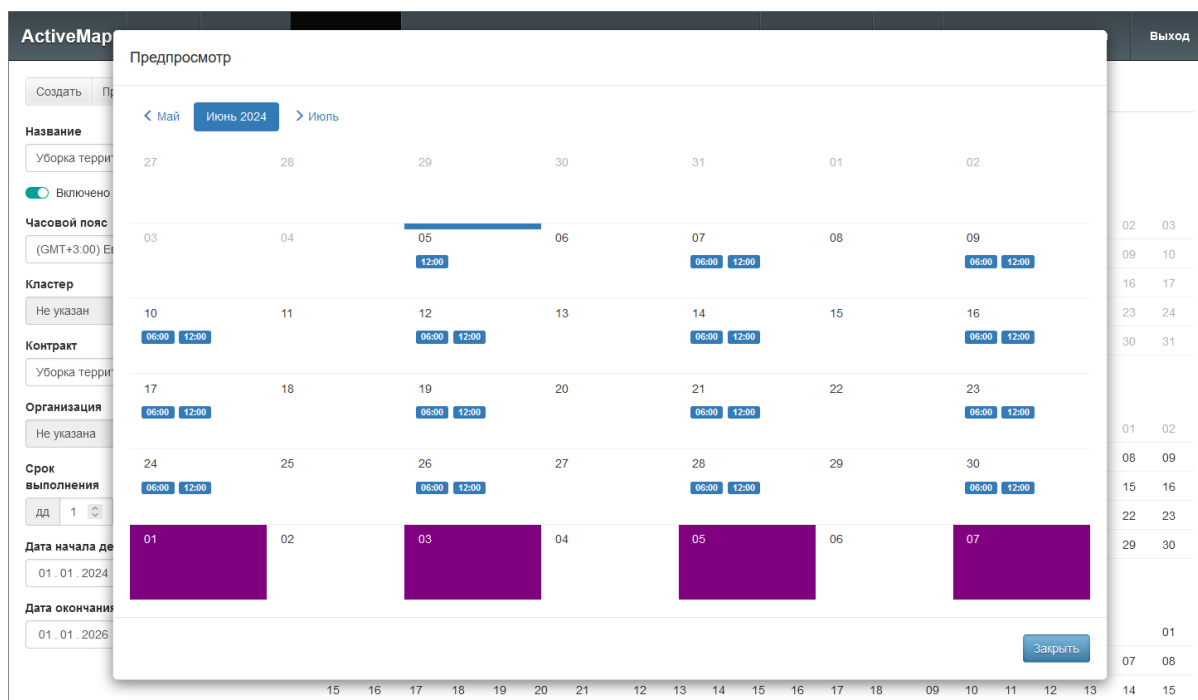 ActiveMap
Выход
Предпросмотр
Создать
Май Июнь 2024 Июль
Название
Уборка
Включено
Часовой пояс
(GMT+3:00)
Кластер
Не указан
Контракт
Уборка
Организация
Не указана
Срок
выполнения
дд 1
Дата начала
01 . 01 . 2024
Дата окончания
01 . 01 . 2026
27 28 29 30 31 01 02
03 04 05 06 07 08 09
12:00 06:00 12:00 06:00 12:00
10 11 12 13 14 15 16
06:00 12:00 06:00 12:00 06:00 12:00 06:00 12:00
17 18 19 20 21 22 23
06:00 12:00 06:00 12:00 06:00 12:00 06:00 12:00
24 25 26 27 28 29 30
06:00 12:00 06:00 12:00 06:00 12:00 06:00 12:00
01 02 03 04 05 06 07
Закрыть
02 03
09 10
16 17
23 24
30 31
01 02
08 09
15 16
22 23
29 30
01
07 08
15 16 17 18 19 20 21 12 13 14 15 16 17 18 09 10 11 12 13 14 15